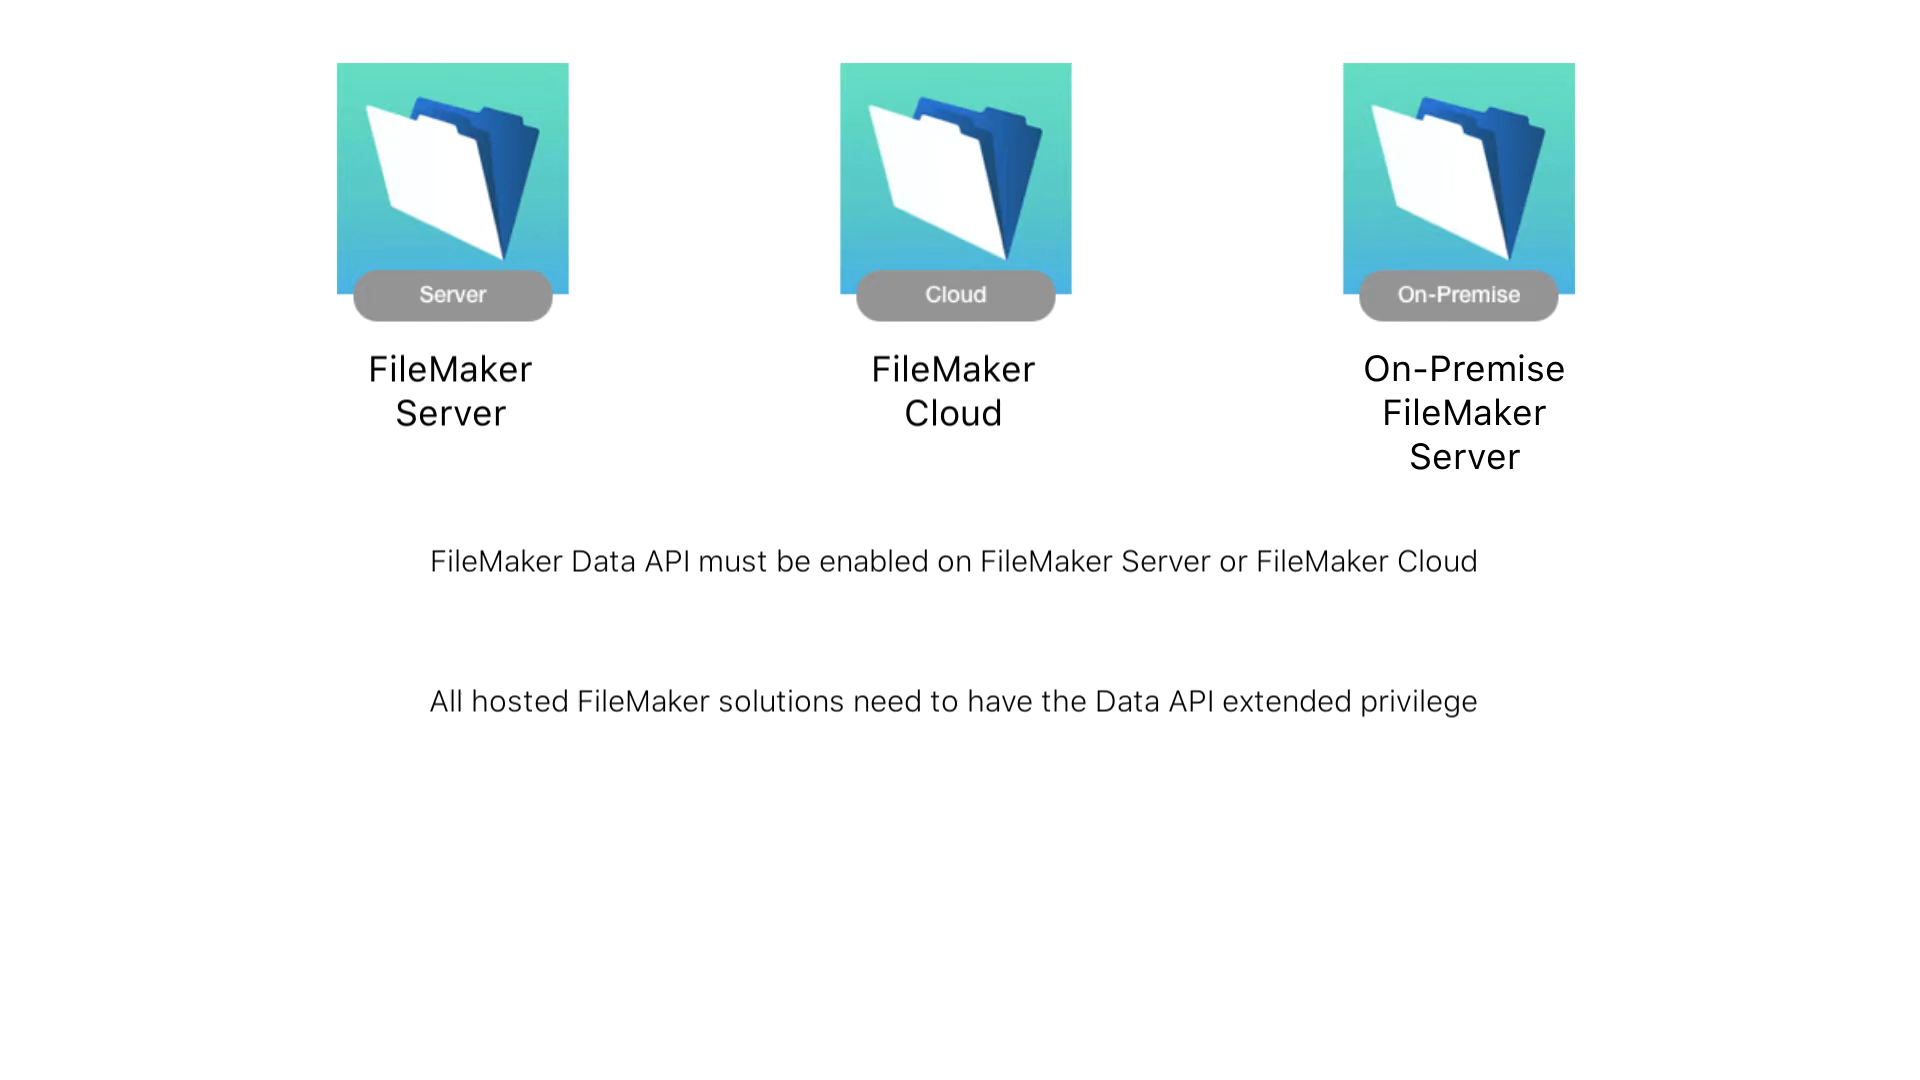 Server
Cloud
On-Premise
FileMaker
Server
FileMaker
Cloud
On-Premise
FileMaker
Server
FileMaker Data API must be enabled on FileMaker Server or FileMaker Cloud
All hosted FileMaker solutions need to have the Data API extended privilege